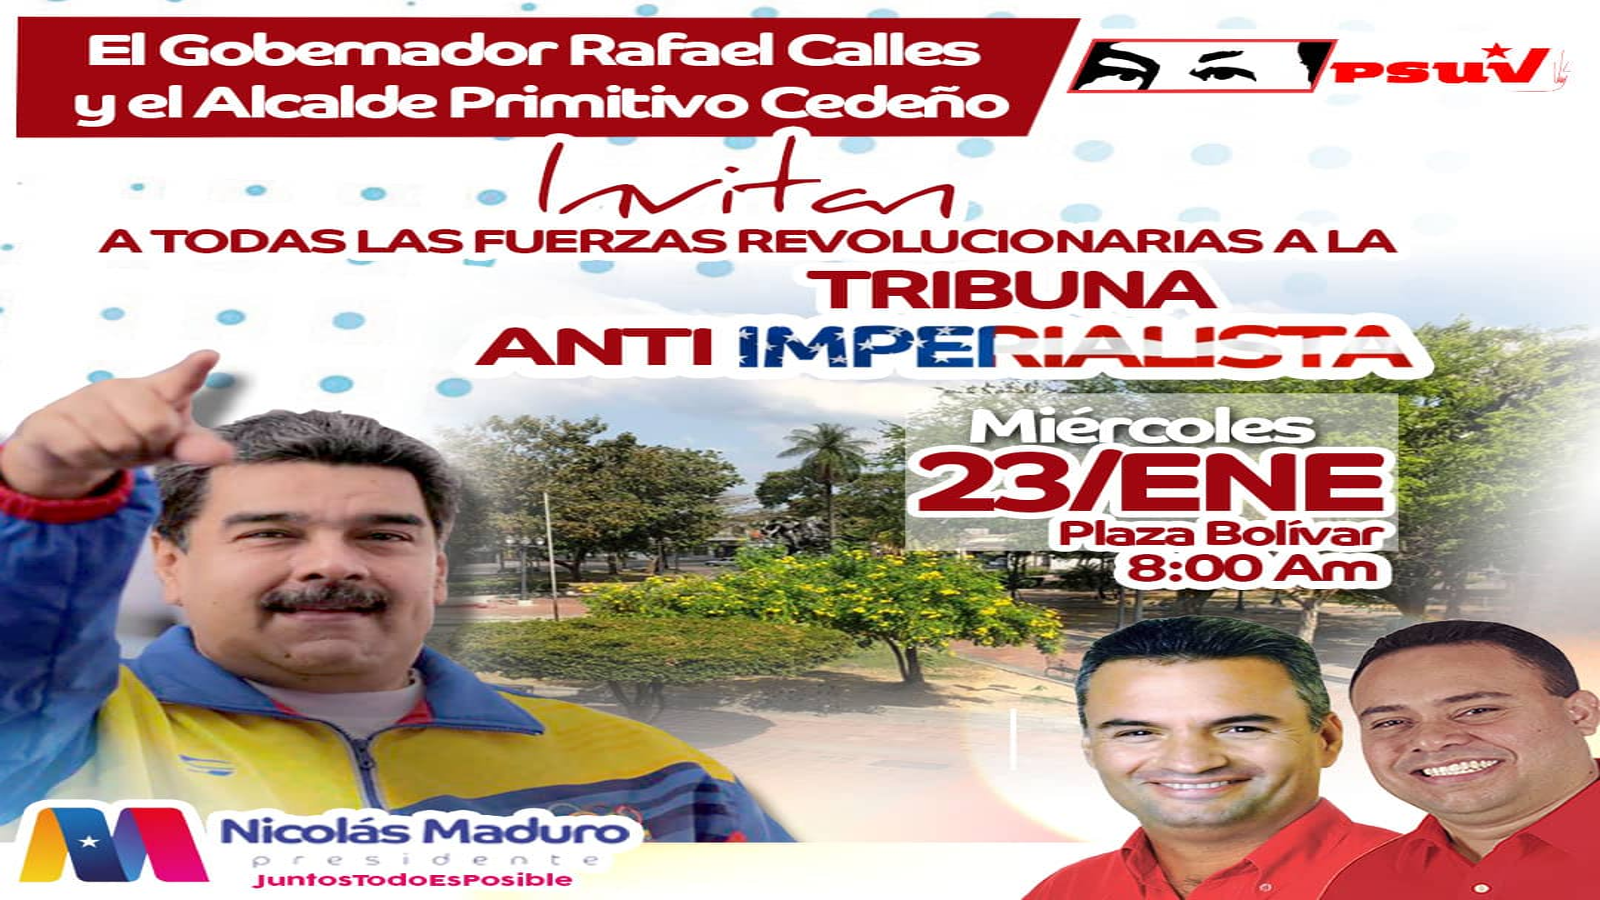 El Gobernador Rafael Calles
y el Alcalde Primitivo Cedeño
psuv
Invitan
A TODAS LAS FUERZAS REVOLUCIONARIAS A LA
TRIBUNA
ANTI IMPERIALISTA
Miércoles
23/ENE
Plaza Bolívar
8:00 Am
Nicolás Maduro
presidente
JuntosTodoEsPosible